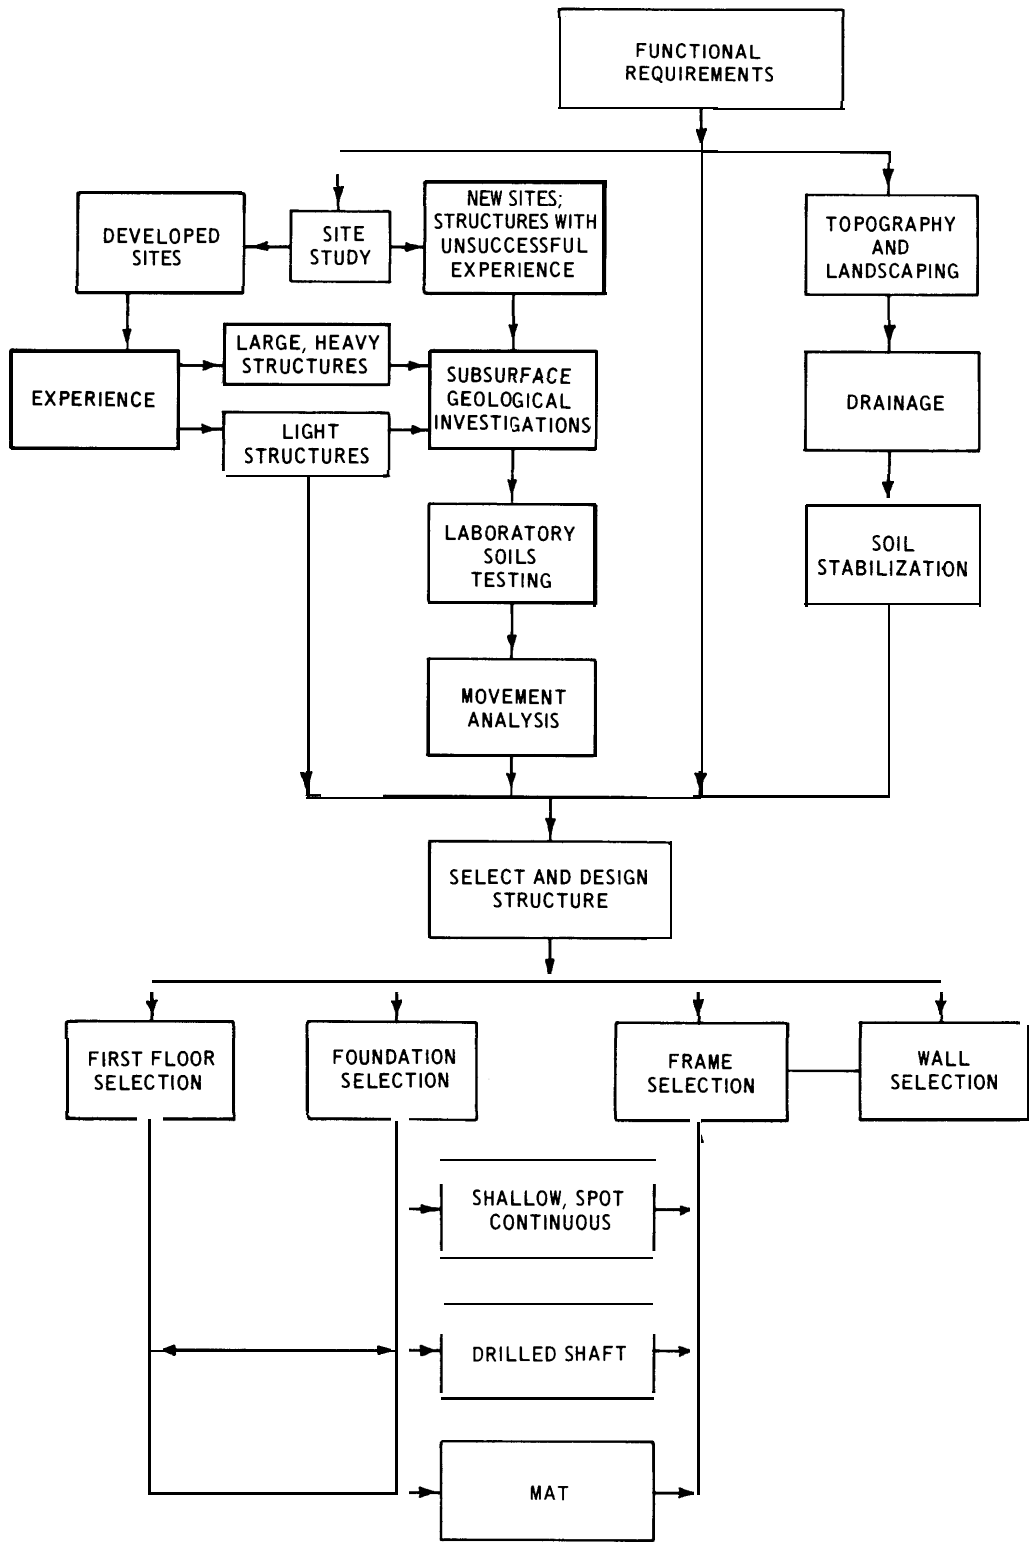 FUNCTIONAL
REQUIREMENTS
DEVELOPED
SITES
SITE
STUDY
NEW SITES;
STRUCTURES WITH
UNSUCCESSFUL
EXPERIENCE
TOPOGRAPHY
AND
LANDSCAPING
EXPERIENCE
LARGE, HEAVY
STRUCTURES
LIGHT
STRUCTURES
SUBSURFACE
GEOLOGICAL
INVESTIGATIONS
DRAINAGE
LABORATORY
SOILS
TESTING
SOIL
STABILIZATION
MOVEMENT
ANALYSIS
SELECT AND DESIGN
STRUCTURE
FIRST FLOOR
SELECTION
FOUNDATION
SELECTION
FRAME
SELECTION
WALL
SELECTION
SHALLOW, SPOT
CONTINUOUS
DRILLED SHAFT
MAT